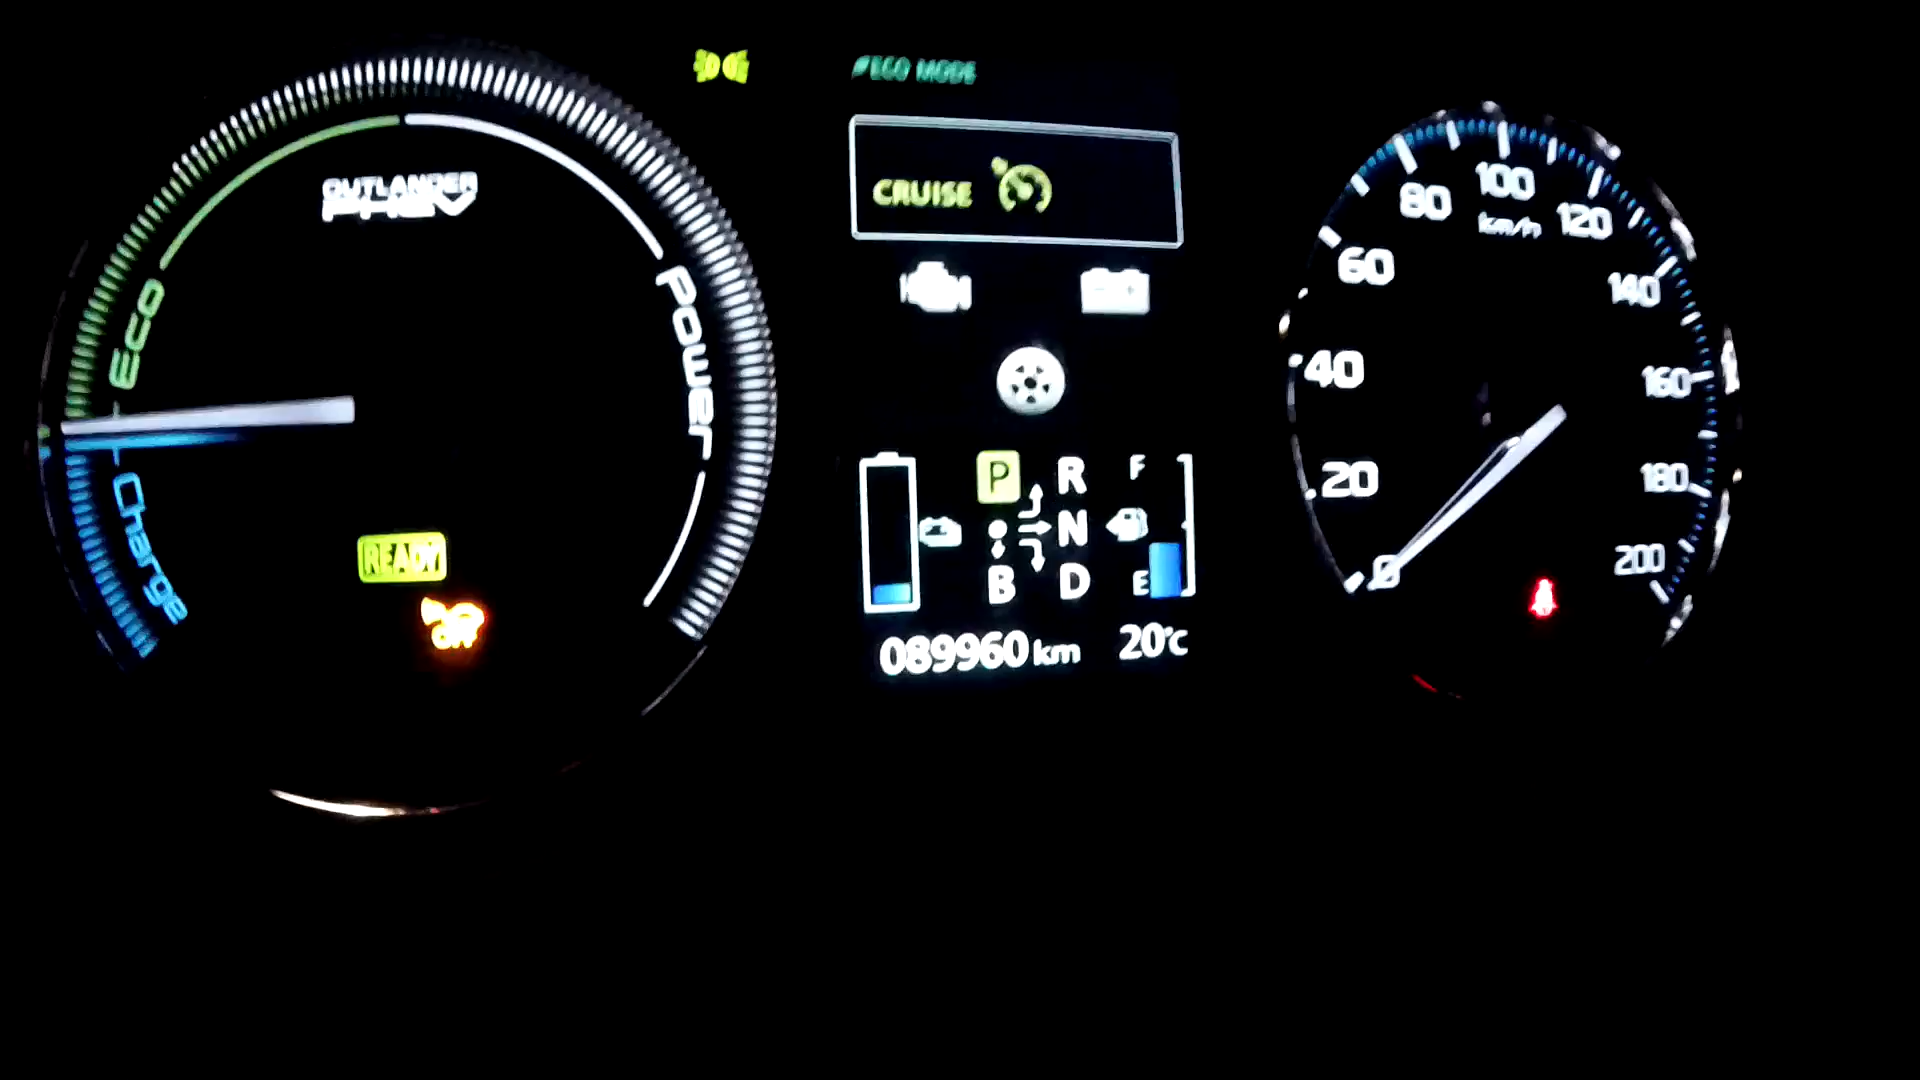 ECO MODE
OUTLANDER
PHEV
CRUISE
Eco
Power
Charge
READY
OFF
P R F
N
B D E
089960 km 20°c
0
20
40
60
80
100
km/h
120
140
160
180
200